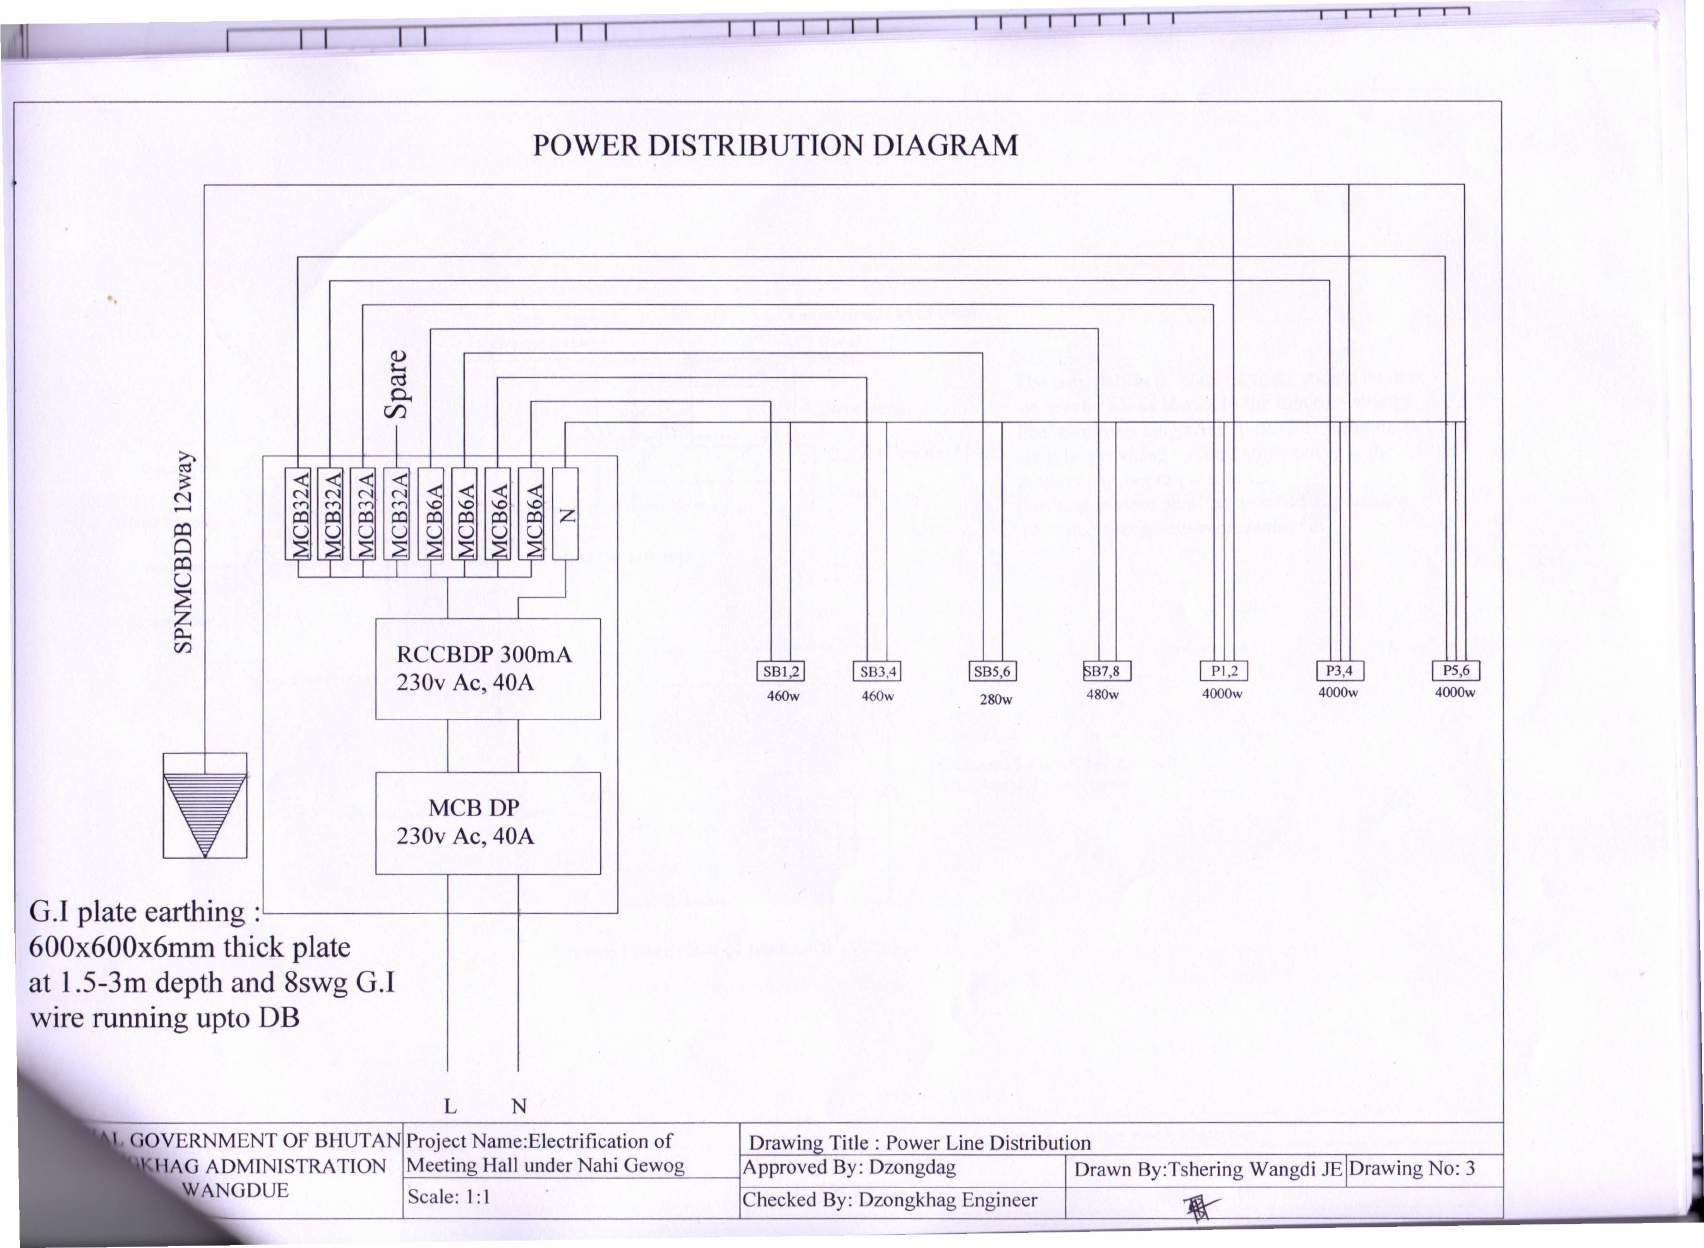 POWER DISTRIBUTION DIAGRAM
Spare
SPNMCBDB 12way
MCB32A
MCB32A
MCB32A
MCB32A
MCB6A
MCB6A
MCB6A
MCB6A
N
RCCBDP 300mA
230v Ac, 40A
MCB DP
230v Ac, 40A
SB1,2
460w
SB3,4
460w
SB5,6
280w
SB7,8
480w
P1,2
4000w
P3,4
4000w
P5,6
4000w
G.I plate earthing :
600x600x6mm thick plate
at 1.5-3m depth and 8swg G.I
wire running upto DB
L N
GOVERNMENT OF BHUTAN
ADMINISTRATION
WANGDUE
Project Name:Electrification of
Meeting Hall under Nahi Gewog
Scale: 1:1
Drawing Title : Power Line Distribution
Approved By: Dzongdag
Checked By: Dzongkhag Engineer
Drawn By:Tshering Wangdi JE
Drawing No: 3